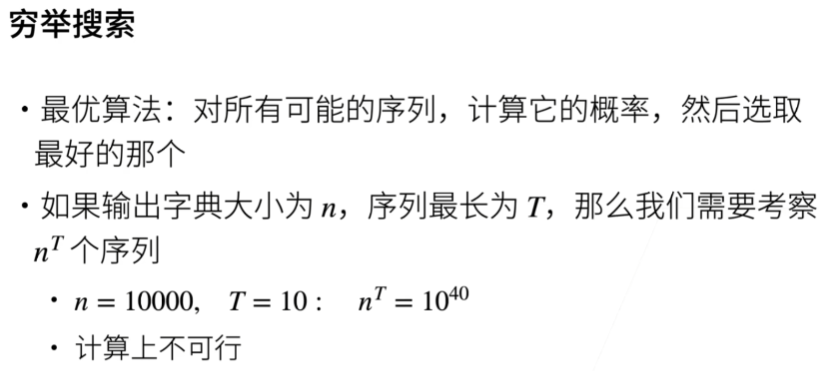 穷举搜索
• 最优算法：对所有可能的序列，计算它的概率，然后选取
最好的那个
• 如果输出字典大小为 n，序列最长为 T，那么我们需要考察
n^T 个序列
• n = 10000, T = 10 : n^T = 10^40
• 计算上不可行